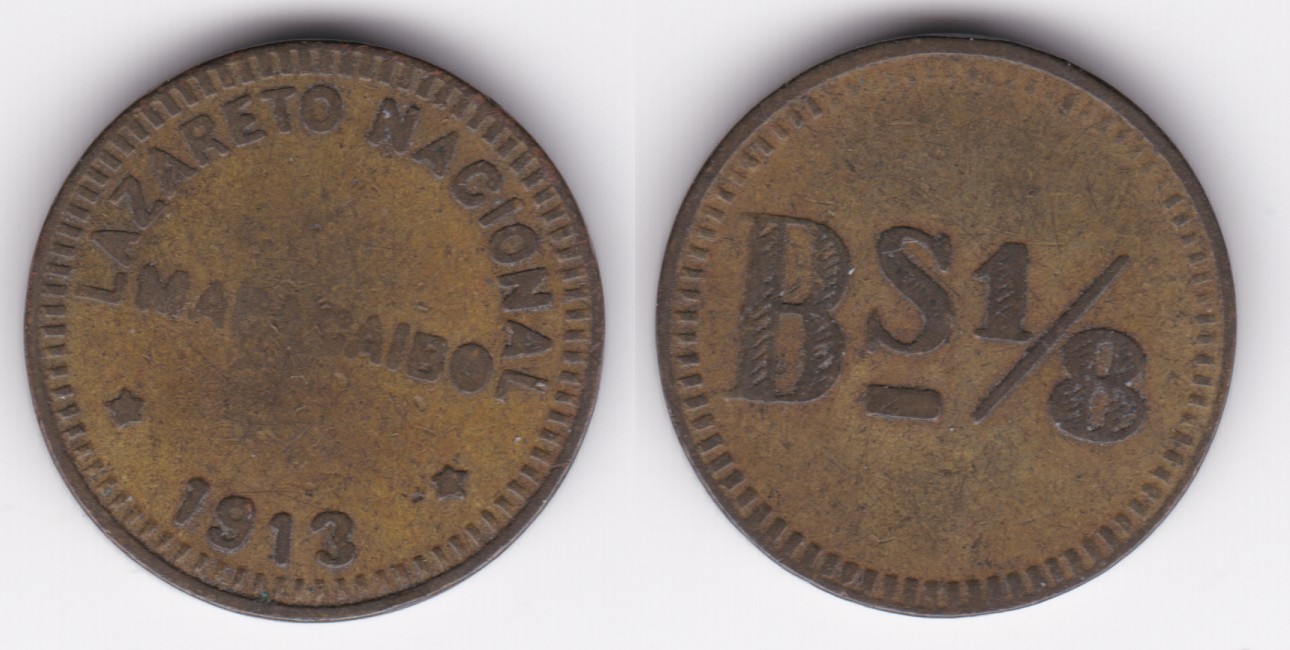 LAZARETO NACIONAL
MARACAIBO
1913
Bs 1/8